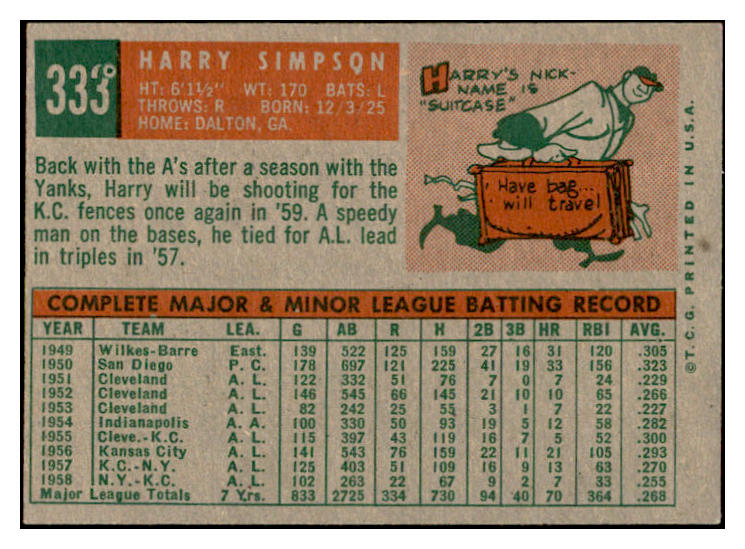 333
HARRY SIMPSON
HT: 6'1½" WT: 170 BATS: L
THROWS: R BORN: 12/3/25
HOME: DALTON, GA.
Back with the A's after a season with the
Yanks, Harry will be shooting for the
K.C. fences once again in '59. A speedy
man on the bases, he tied for A.L. lead
in triples in '57.
HARRY'S NICK-
NAME IS
"SUITCASE"
Have bag...
will travel
COMPLETE MAJOR & MINOR LEAGUE BATTING RECORD
YEAR TEAM LEA. G AB R H 2B 3B HR RBI AVG.
1949 Wilkes-Barre East. 139 522 125 159 27 16 31 120 .305
1950 San Diego P. C. 178 697 121 225 41 19 33 156 .323
1951 Cleveland A. L. 122 332 51 76 7 0 7 24 .229
1952 Cleveland A. L. 146 545 66 145 21 10 10 65 .266
1953 Cleveland A. L. 82 242 25 55 3 1 7 22 .227
1954 Indianapolis A. A. 100 330 50 93 19 5 12 58 .282
1955 Cleve.-K.C. A. L. 115 397 43 119 16 7 5 52 .300
1956 Kansas City A. L. 141 543 76 159 22 11 21 105 .293
1957 K.C.-N.Y. A. L. 125 403 51 109 16 9 13 63 .270
1958 N.Y.-K.C. A. L. 102 263 22 67 9 2 7 33 .255
Major League Totals 7 Yrs. 833 2725 334 730 94 40 70 364 .268
© T. C. G. PRINTED IN U.S.A.